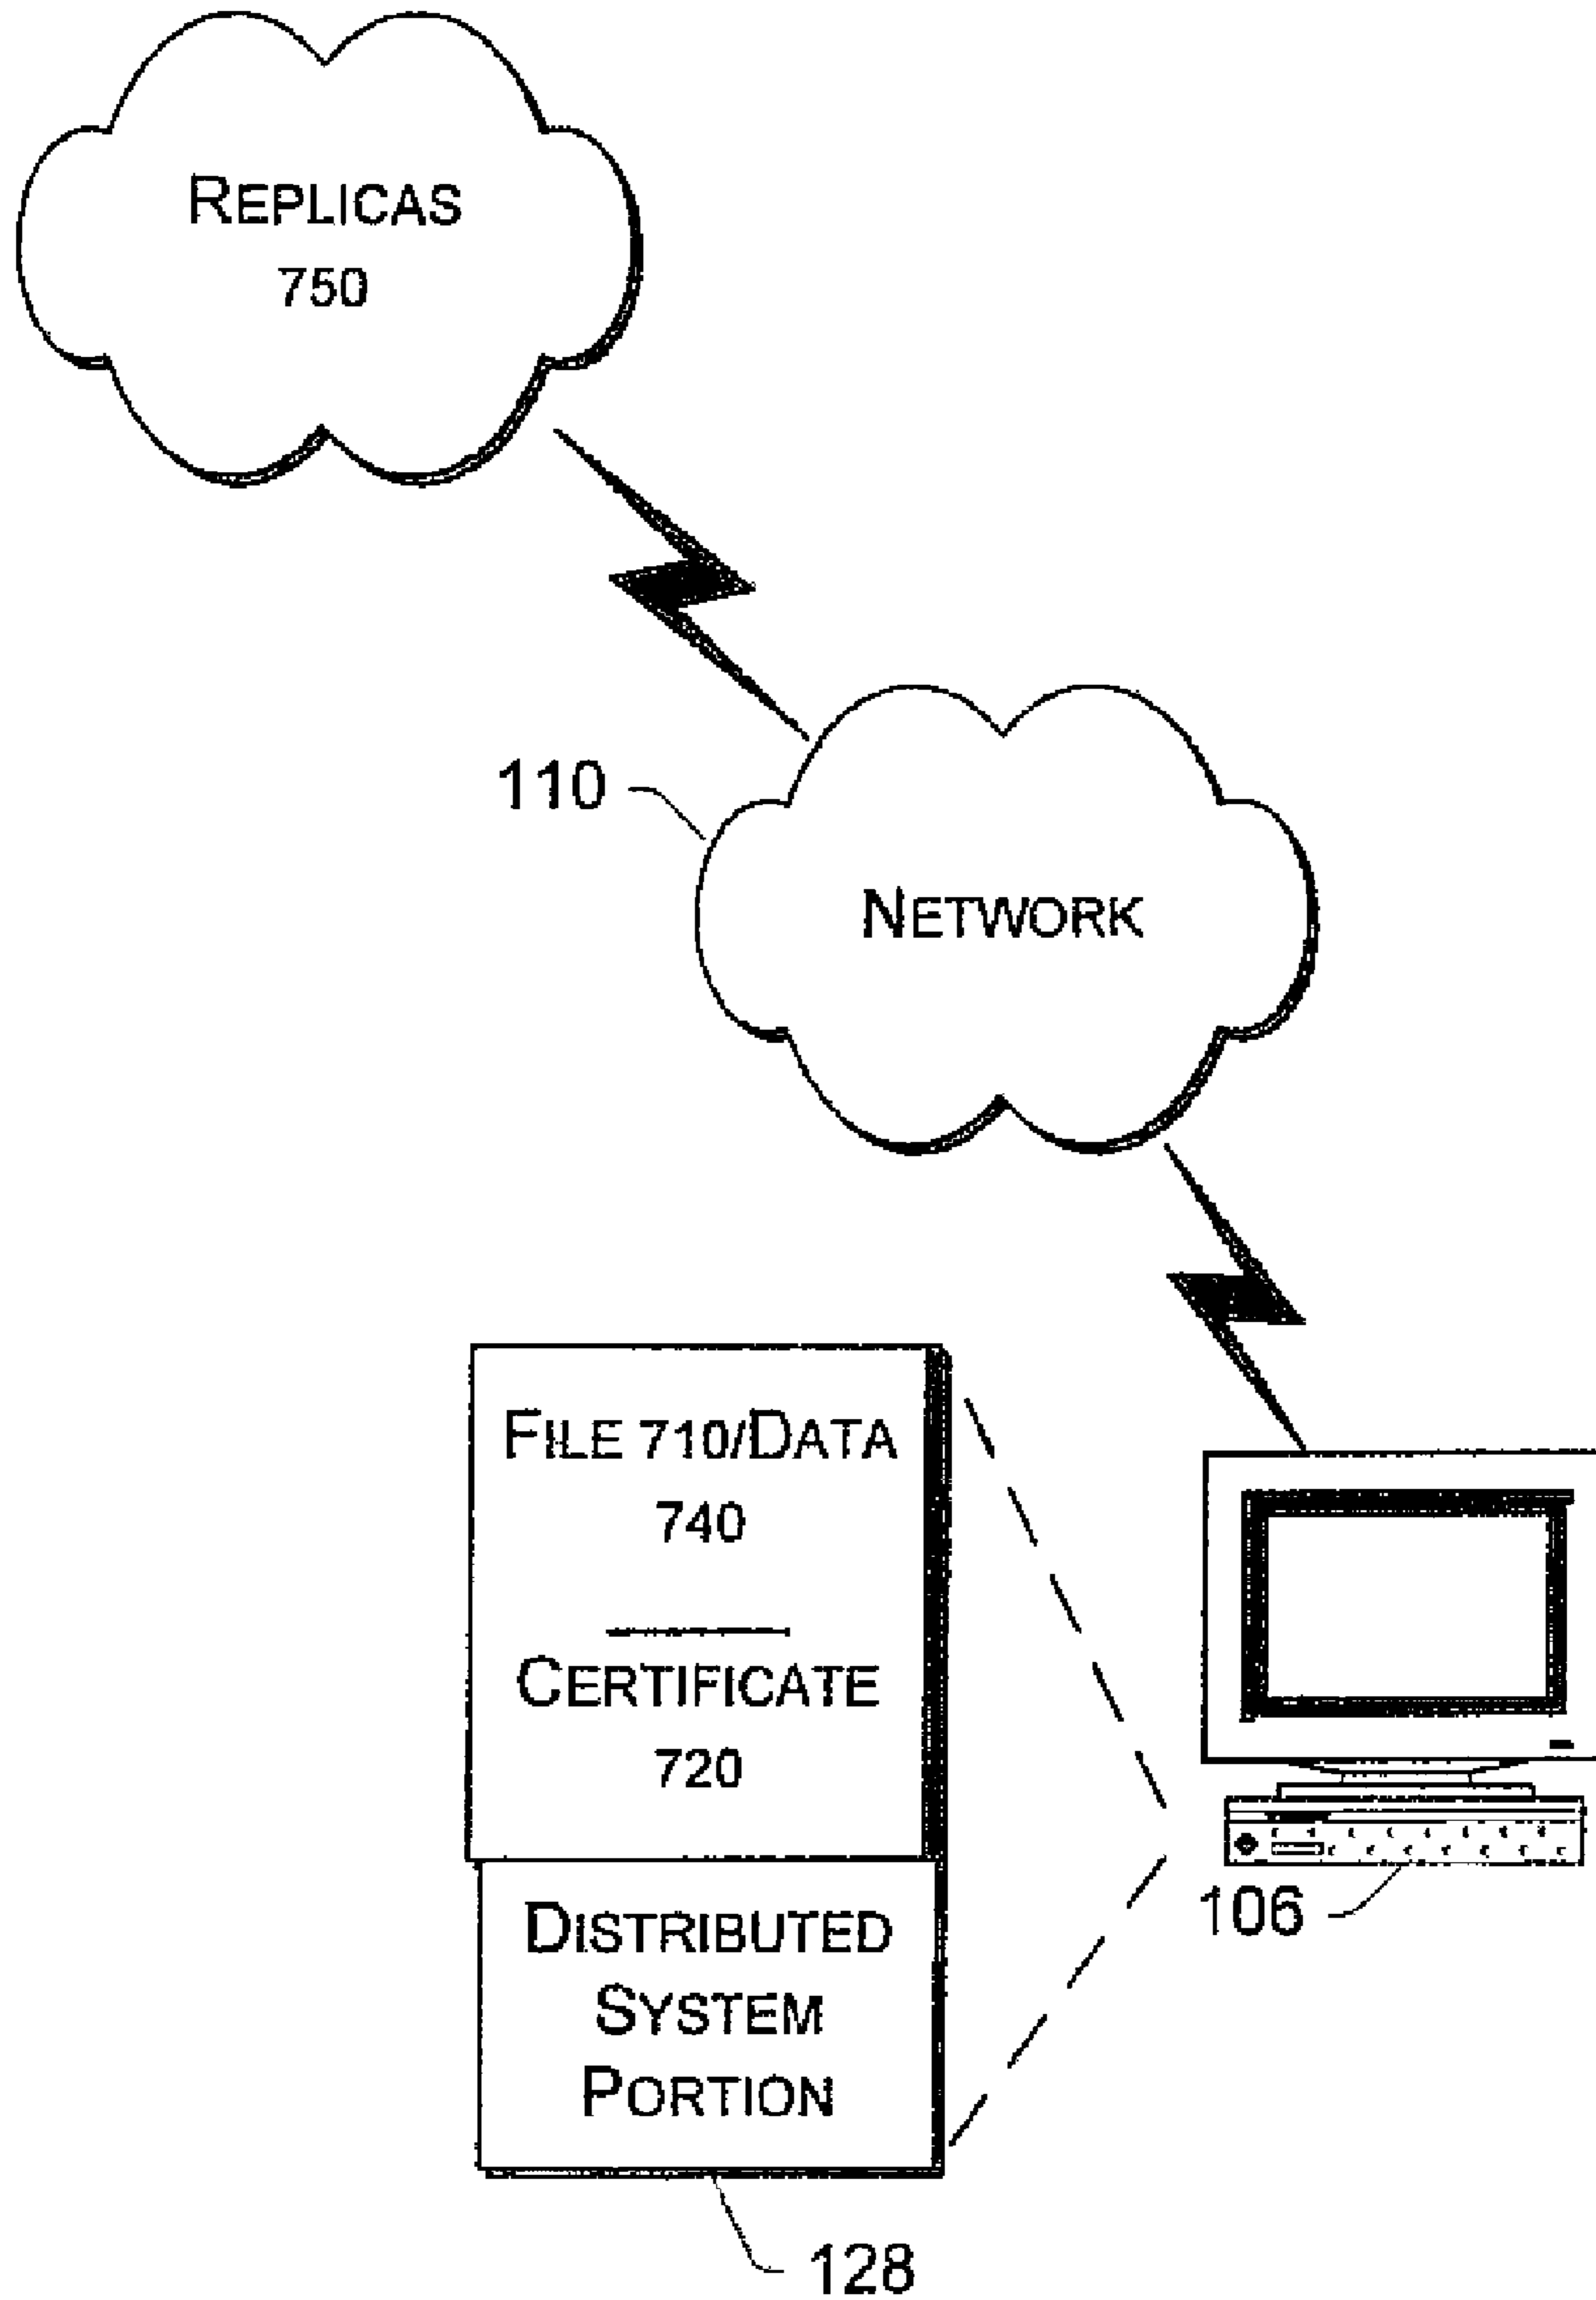 REPLICAS
750
110
NETWORK
FILE 710/DATA
740
CERTIFICATE
720
106
DISTRIBUTED
SYSTEM
PORTION
128